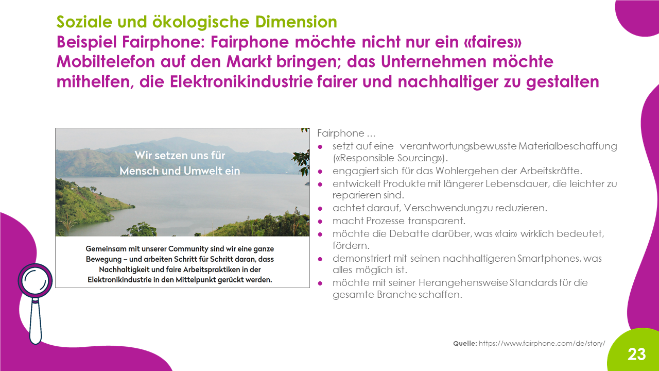 Soziale und ökologische Dimension
Beispiel Fairphone: Fairphone möchte nicht nur ein «faires»
Mobiltelefon auf den Markt bringen; das Unternehmen möchte
mithelfen, die Elektronikindustrie fairer und nachhaltiger zu gestalten
Wir setzen uns für
Mensch und Umwelt ein
Gemeinsam mit unserer Community sind wir eine ganze
Bewegung – und arbeiten Schritt für Schritt daran, dass
Nachhaltigkeit und faire Arbeitspraktiken in der
Elektronikindustrie in den Mittelpunkt gerückt werden.
Fairphone …
• setzt auf eine verantwortungsbewusste Materialbeschaffung
(«Responsible Sourcing»).
• engagiert sich für das Wohlergehen der Arbeitskräfte.
• entwickelt Produkte mit längerer Lebensdauer, die leichter zu
reparieren sind.
• achtet darauf, Verschwendung zu reduzieren.
• macht Prozesse transparent.
• möchte die Debatte darüber, was «fair» wirklich bedeutet,
fördern.
• demonstriert mit seinen nachhaltigeren Smartphones, was
alles möglich ist.
• möchte mit seiner Herangehensweise Standards für die
gesamte Branche schaffen.
Quelle: https://www.fairphone.com/de/story/
23